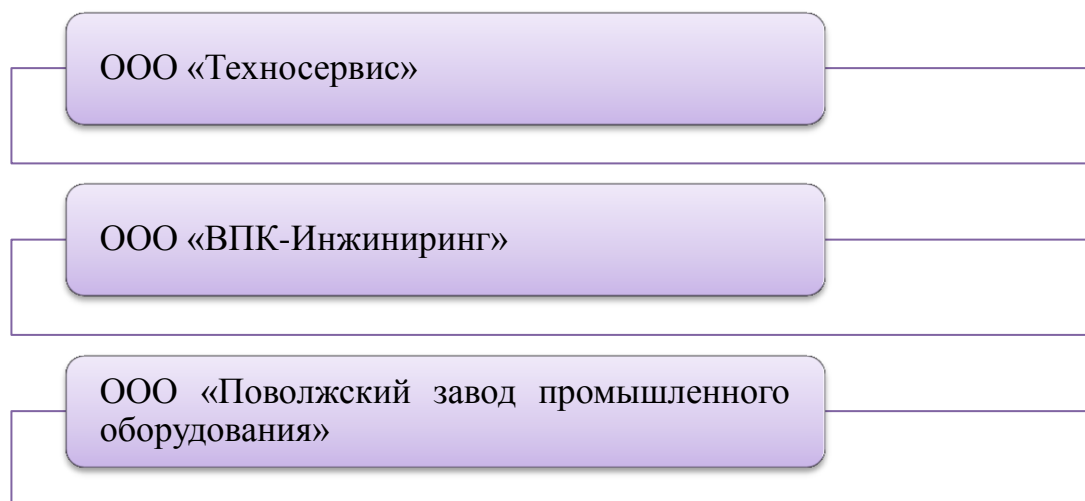 ООО «Техносервис»
ООО «ВПК-Инжиниринг»
ООО «Поволжский завод промышленного
оборудования»